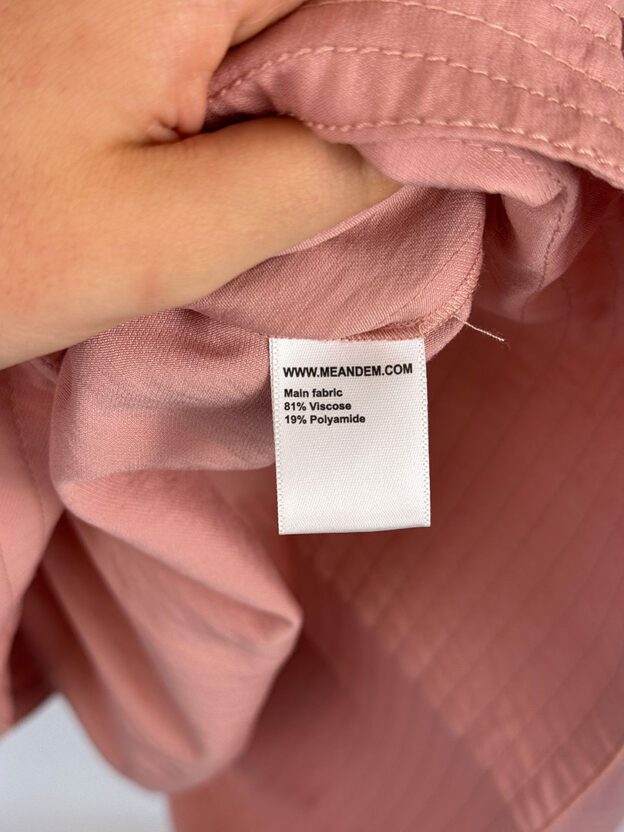 WWW.MEANDEM.COM
Main fabric
81% Viscose
19% Polyamide